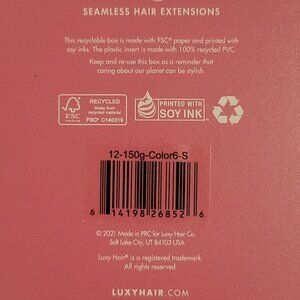 SEAMLESS HAIR EXTENSIONS
This recyclable box is made with FSC® paper and printed with
soy inks. The plastic insert is made with 100% recycled PVC.
Keep and re-use this box as a reminder that
caring about our planet can be stylish.
FSC
www.fsc.org
RECYCLED
Made from
recycled material
FSC® C140319
PRINTED WITH
SOY INK
12-150g-Color6-S
6 14198 26852 6
© 2021 Made in PRC for Luxy Hair Co.
Salt Lake City, UT 84103 USA
Luxy Hair® is a registered trademark.
All rights reserved.
LUXYHAIR.COM